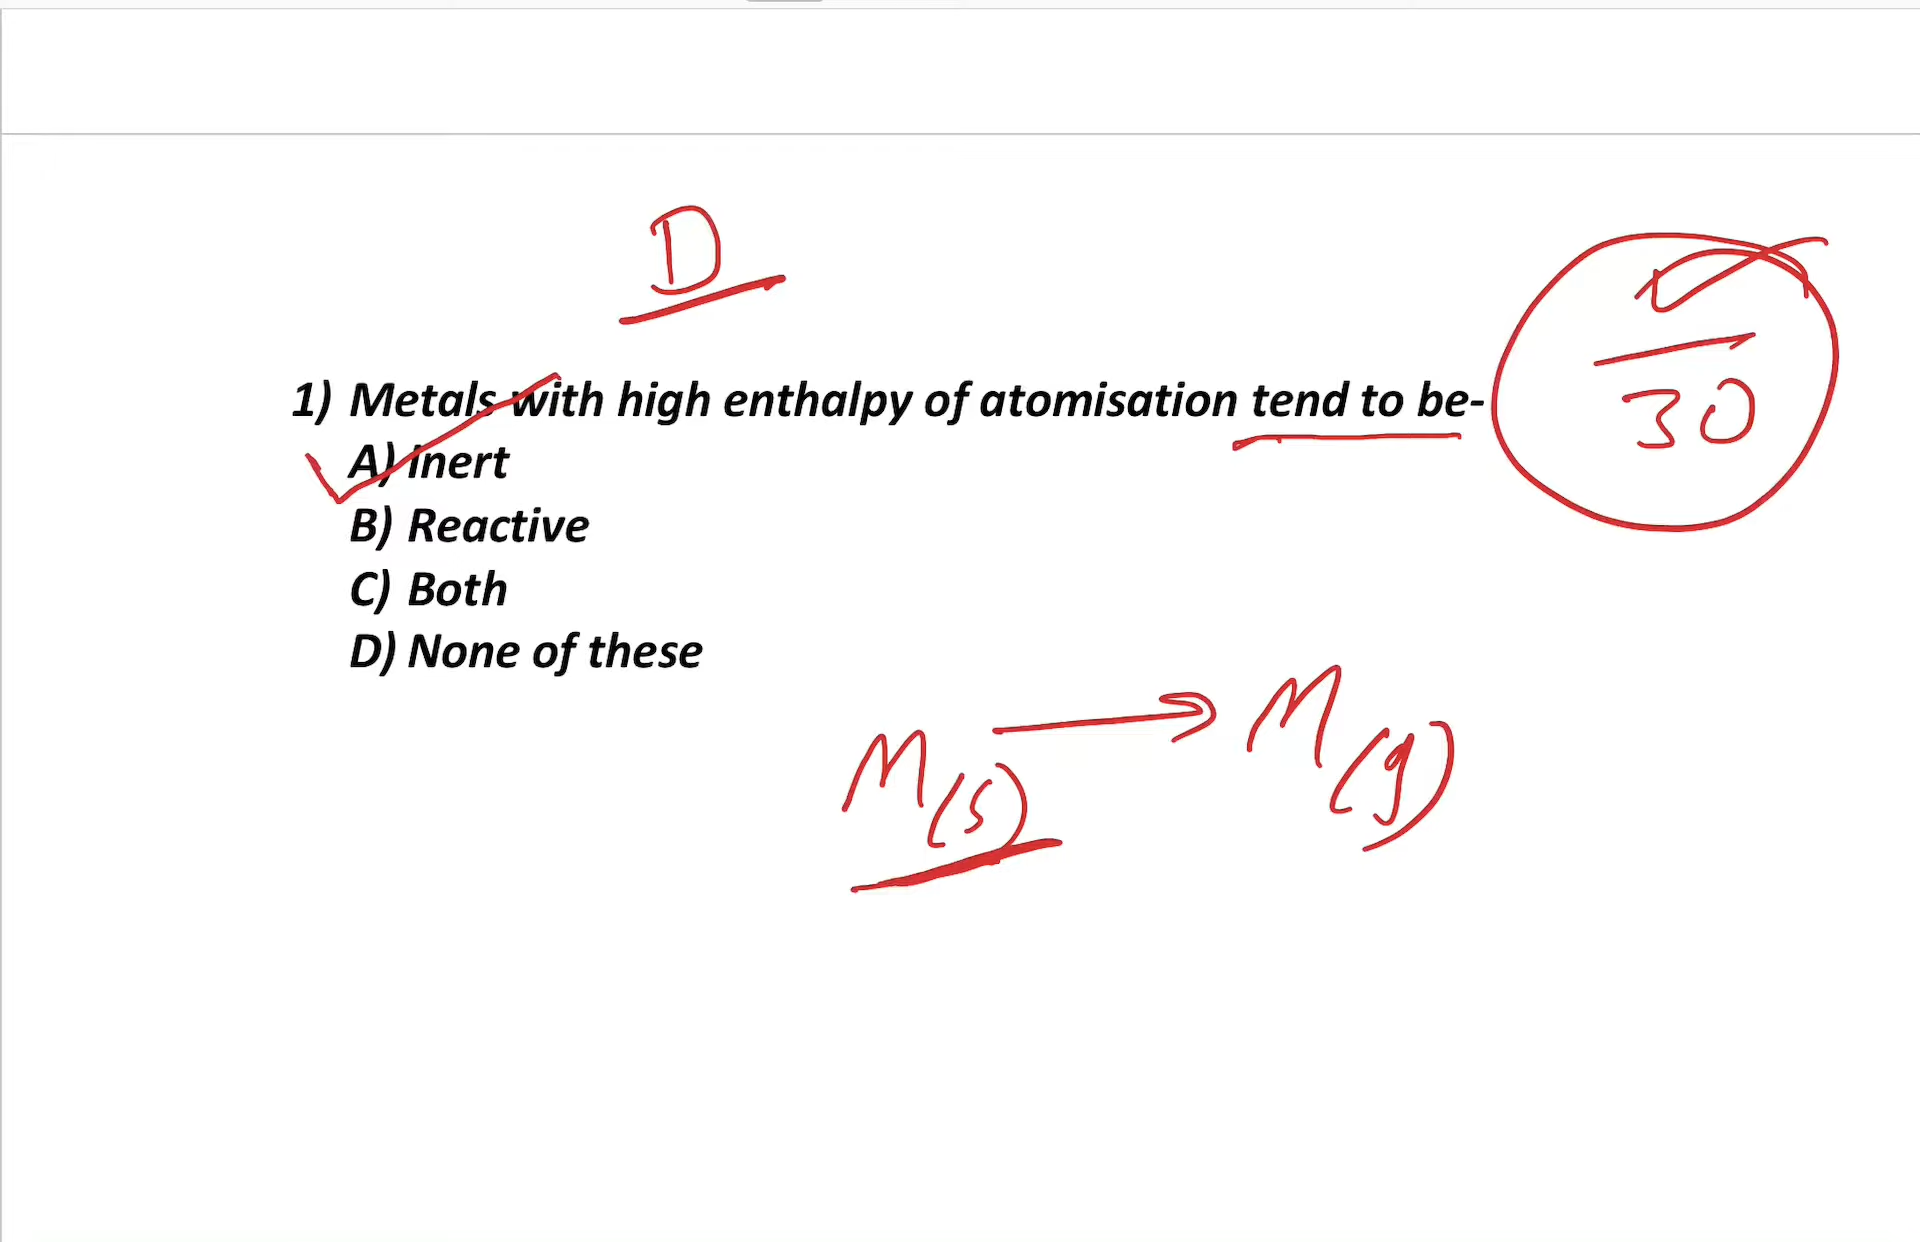 D
1) Metals with high enthalpy of atomisation tend to be-
30
A) Inert
B) Reactive
C) Both
D) None of these
M(s) → M(g)